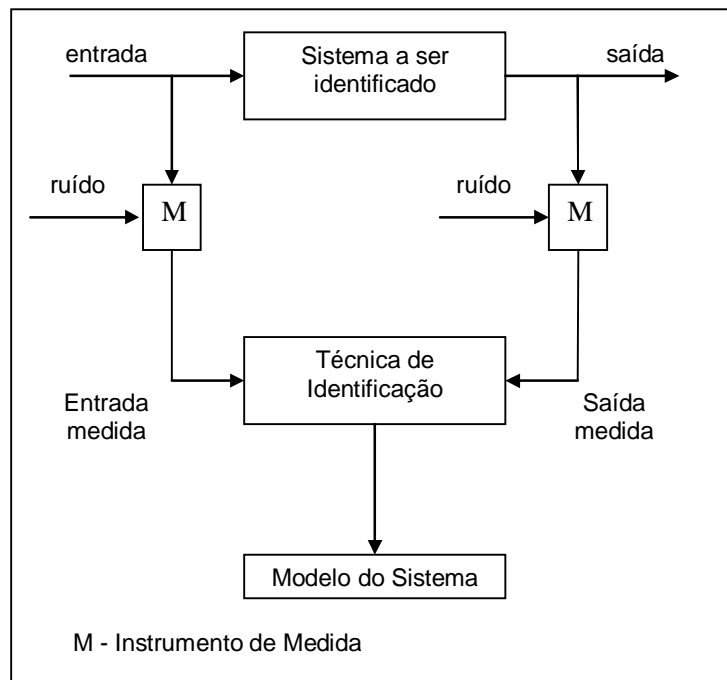 entrada
Sistema a ser
identificado
saída
ruído
M
ruído
M
Técnica de
Identificação
Entrada
medida
Saída
medida
Modelo do Sistema
M - Instrumento de Medida